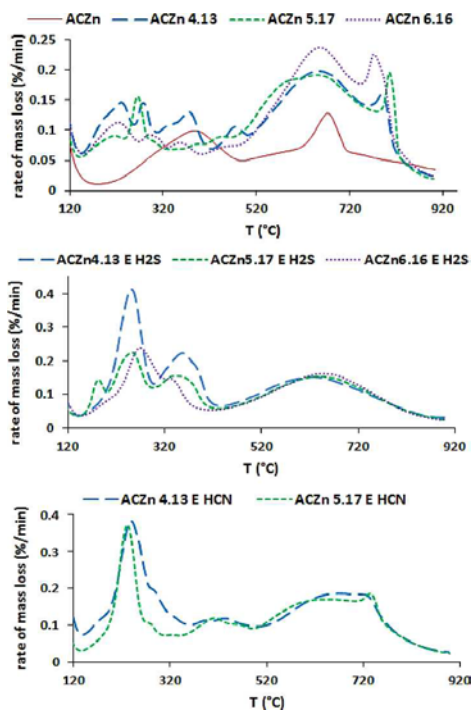 ACZn ACZn 4.13 ACZn 5.17 ACZn 6.16
rate of mass loss (%/min)
0.25
0.2
0.15
0.1
0.05
0
120 320 520 720 920
T (°C)
ACZn4.13 E H2S ACZn5.17 E H2S ACZn6.16 E H2S
rate of mass loss (%/min)
0.4
0.3
0.2
0.1
0
120 320 520 720 920
T (°C)
ACZn 4.13 E HCN ACZn 5.17 E HCN
rate of mass loss (%/min)
0.4
0.3
0.2
0.1
0
120 320 520 720 920
T (°C)